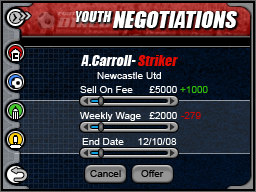 YOUTH NEGOTIATIONS
A.Carroll- Striker
Newcastle Utd
Sell On Fee £5000 +1000
Weekly Wage £2000 -279
End Date 12/10/08
Cancel Offer